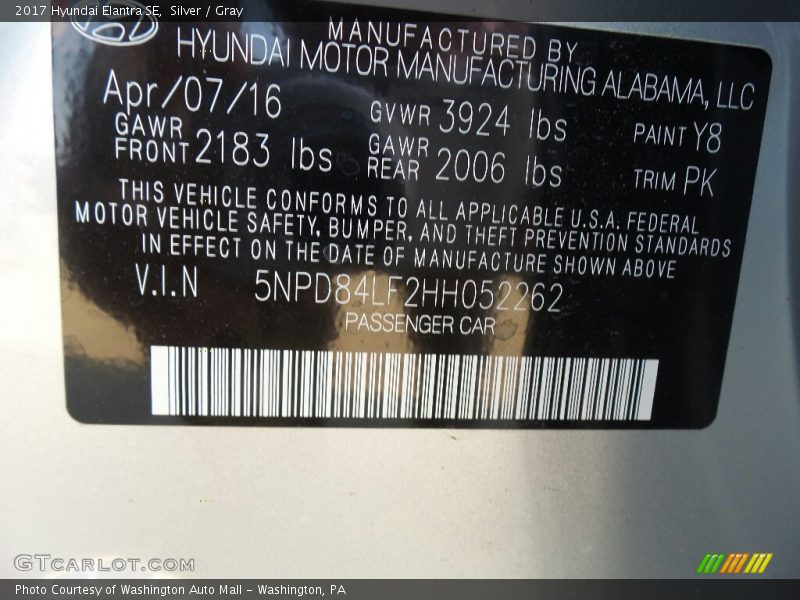 2017 Hyundai Elantra SE, Silver / Gray
MANUFACTURED BY
HYUNDAI MOTOR MANUFACTURING ALABAMA, LLC
Apr/07/16 GVWR 3924 lbs PAINT Y8
GAWR FRONT 2183 lbs GAWR REAR 2006 lbs TRIM PK
THIS VEHICLE CONFORMS TO ALL APPLICABLE U.S.A. FEDERAL
MOTOR VEHICLE SAFETY, BUMPER, AND THEFT PREVENTION STANDARDS
IN EFFECT ON THE DATE OF MANUFACTURE SHOWN ABOVE
V.I.N 5NPD84LF2HH052262
PASSENGER CAR
GTCARLOT.COM
Photo Courtesy of Washington Auto Mall - Washington, PA